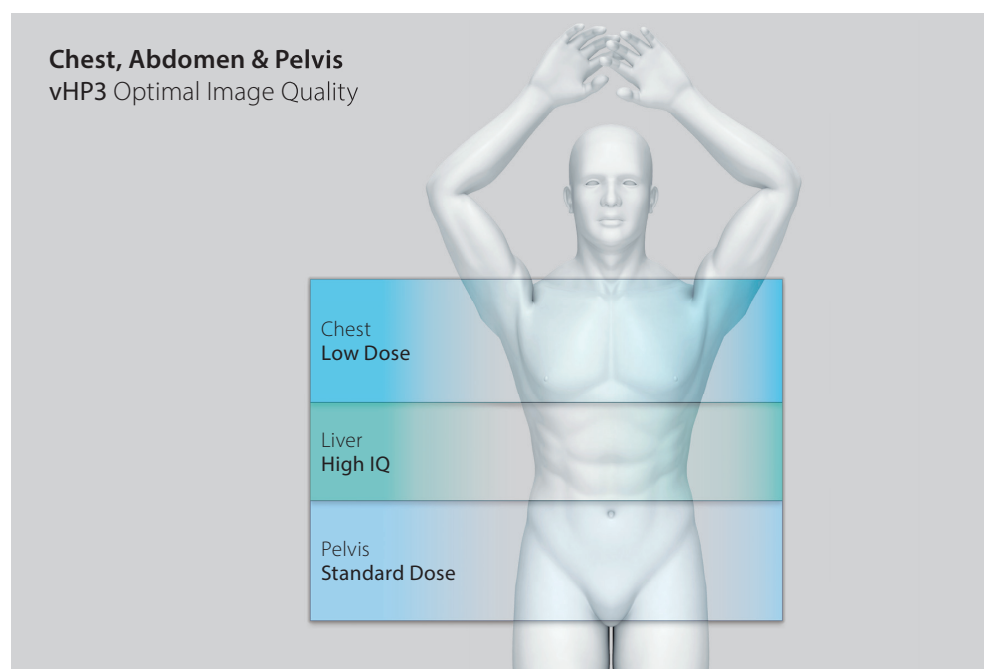 Chest, Abdomen & Pelvis
vHP3 Optimal Image Quality
Chest
Low Dose
Liver
High IQ
Pelvis
Standard Dose